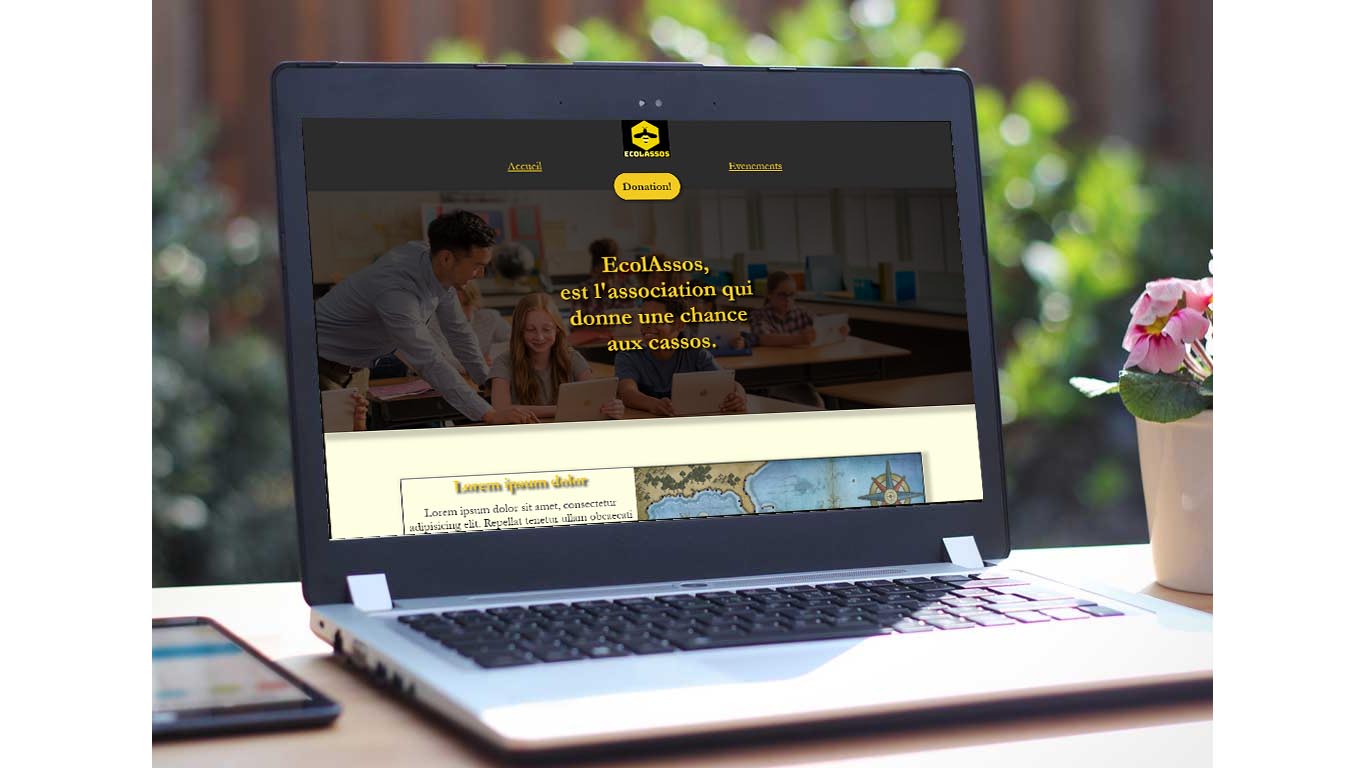 ECOLASSOS
Accueil
Evenements
Donation!
EcolAssos,
est l'association qui
donne une chance
aux cassos.
Lorem ipsum dolor
Lorem ipsum dolor sit amet, consectetur
adipisicing elit. Repellat tenetur ullam obcaecati